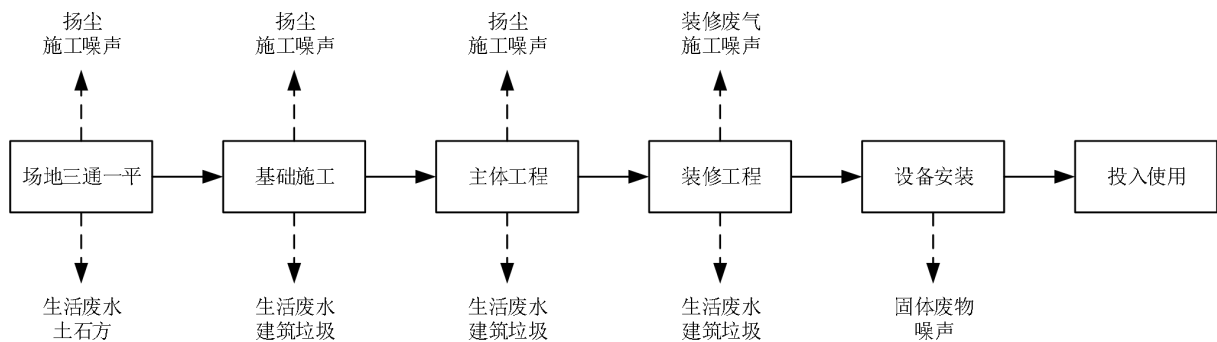 扬尘
施工噪声
扬尘
施工噪声
扬尘
施工噪声
装修废气
施工噪声
场地三通一平
基础施工
主体工程
装修工程
设备安装
投入使用
生活废水
土石方
生活废水
建筑垃圾
生活废水
建筑垃圾
生活废水
建筑垃圾
固体废物
噪声